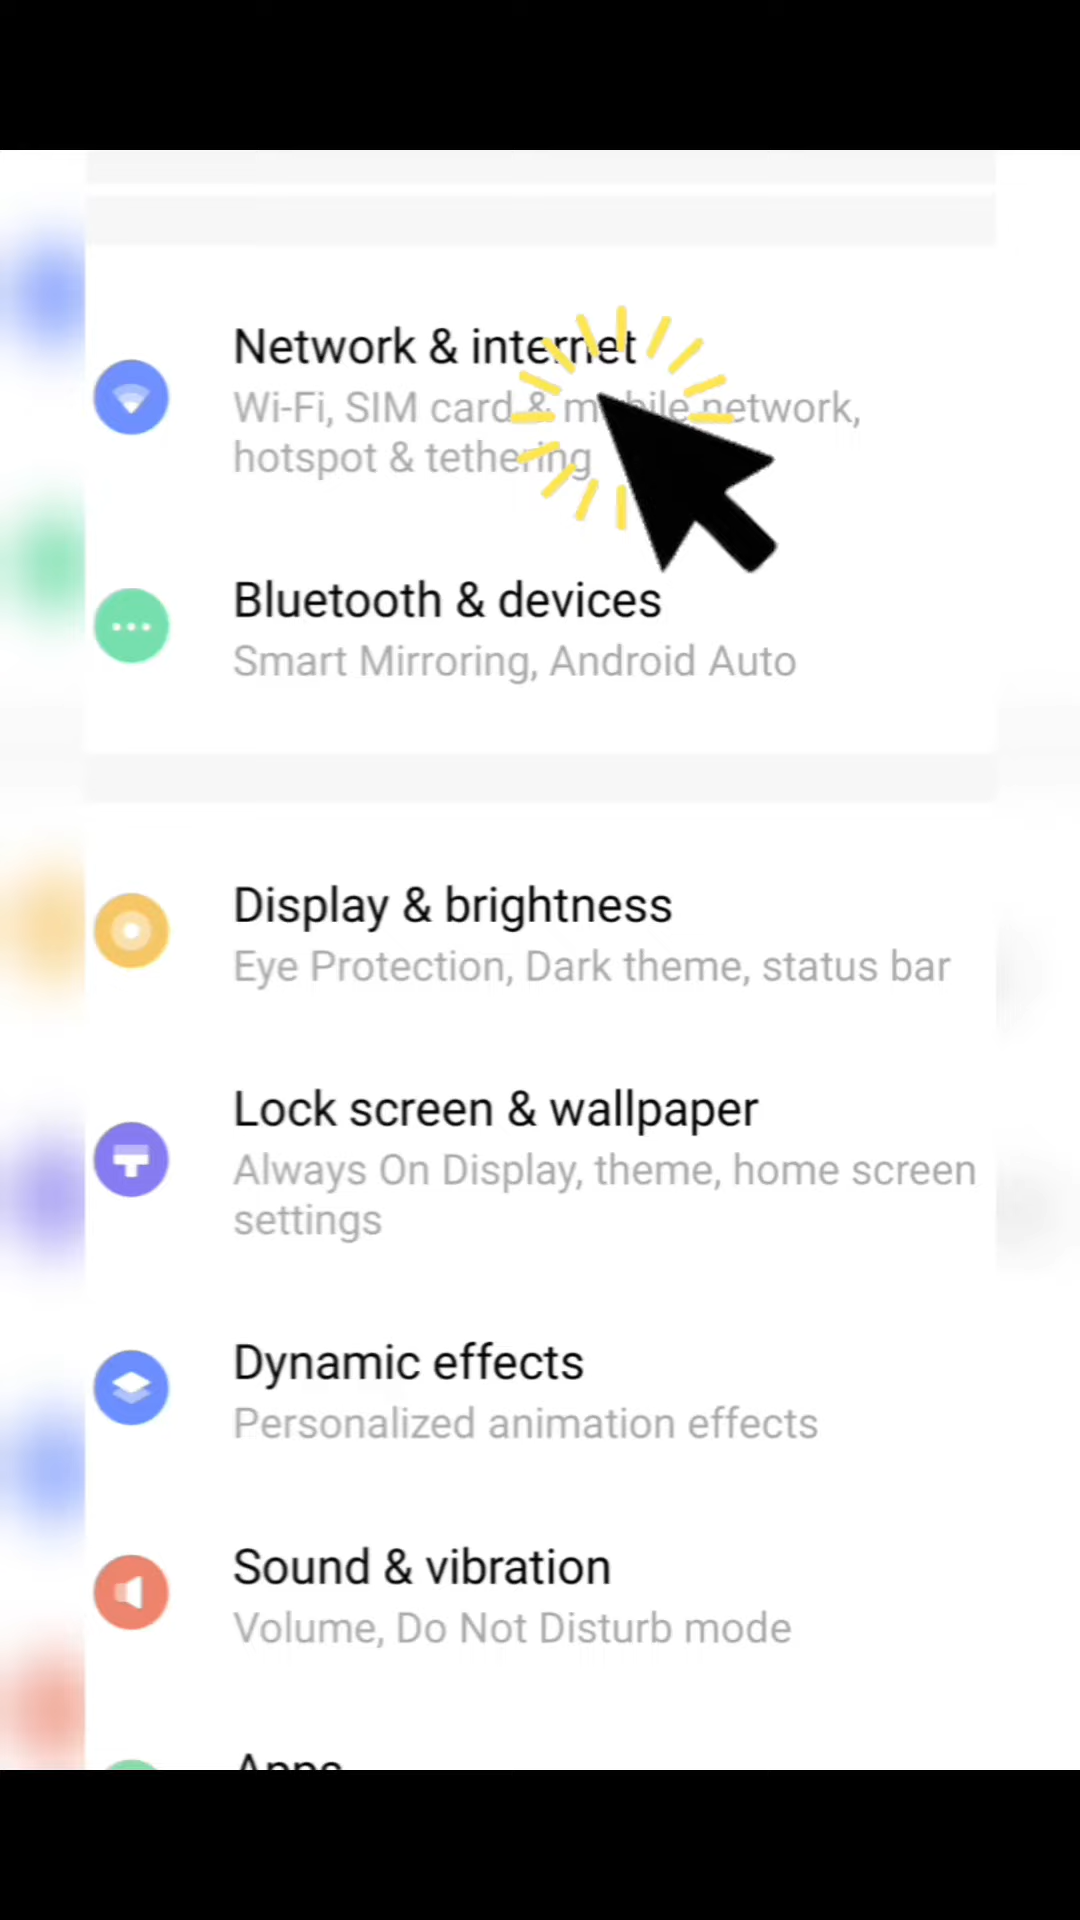 Network & internet
Wi-Fi, SIM card & mobile network,
hotspot & tethering
Bluetooth & devices
Smart Mirroring, Android Auto
Display & brightness
Eye Protection, Dark theme, status bar
Lock screen & wallpaper
Always On Display, theme, home screen
settings
Dynamic effects
Personalized animation effects
Sound & vibration
Volume, Do Not Disturb mode
Apps